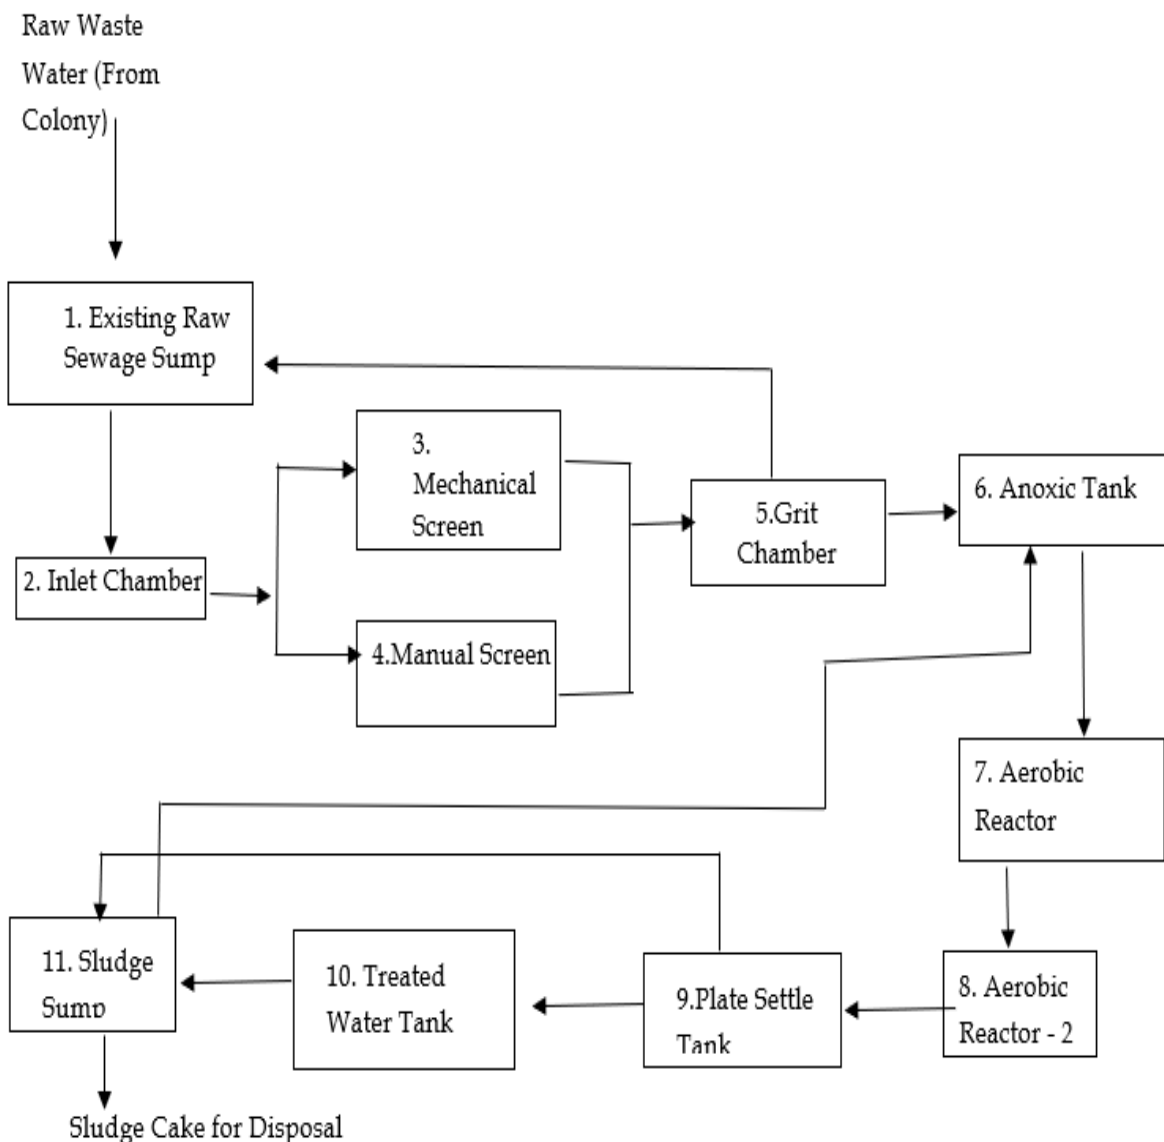 Raw Waste
Water (From
Colony)
1. Existing Raw
Sewage Sump
3.
Mechanical
Screen
5.Grit
Chamber
6. Anoxic Tank
2. Inlet Chamber
4.Manual Screen
7. Aerobic
Reactor
11. Sludge
Sump
10. Treated
Water Tank
9.Plate Settle
Tank
8. Aerobic
Reactor - 2
Sludge Cake for Disposal